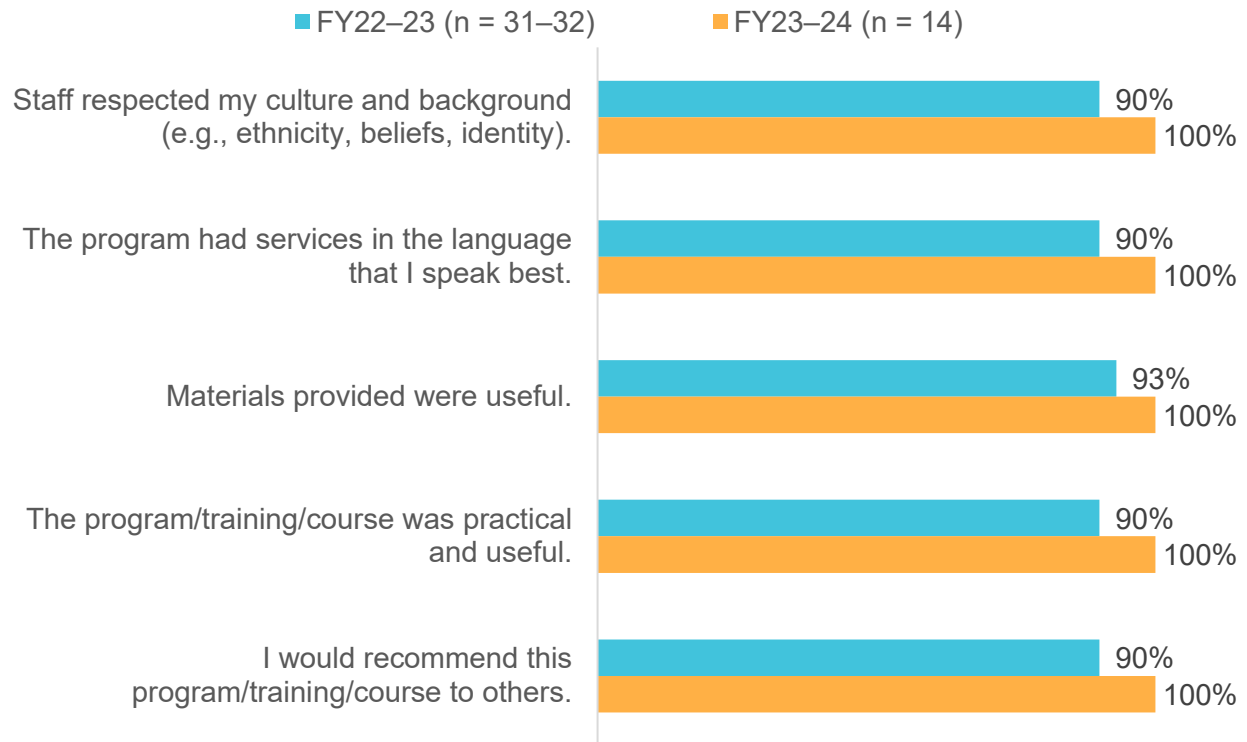 FY22–23 (n = 31–32) FY23–24 (n = 14)
Staff respected my culture and background
(e.g., ethnicity, beliefs, identity).
90%
100%
The program had services in the language
that I speak best.
90%
100%
Materials provided were useful.
93%
100%
The program/training/course was practical
and useful.
90%
100%
I would recommend this
program/training/course to others.
90%
100%